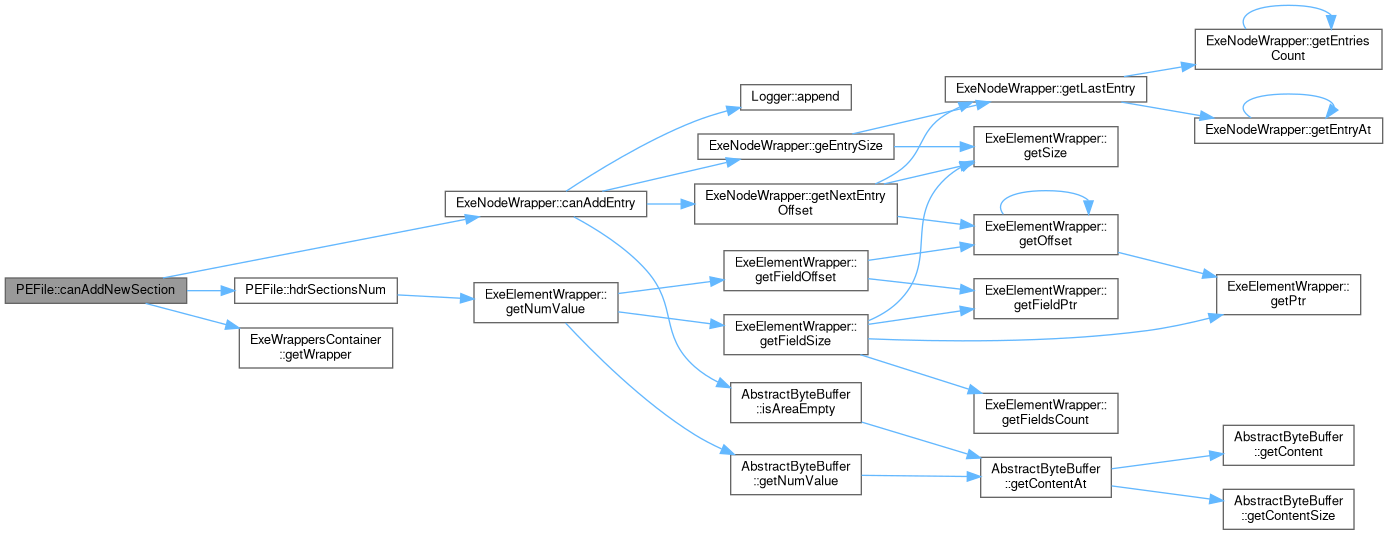 PEFile::canAddNewSection
ExeNodeWrapper::canAddEntry
PEFile::hdrSectionsNum
ExeWrappersContainer
::getWrapper
ExeElementWrapper::
getNumValue
Logger::append
ExeNodeWrapper::geEntrySize
ExeNodeWrapper::getNextEntry
Offset
ExeElementWrapper::
getFieldOffset
ExeElementWrapper::
getFieldSize
AbstractByteBuffer
::isAreaEmpty
AbstractByteBuffer
::getNumValue
ExeNodeWrapper::getLastEntry
ExeElementWrapper::
getSize
ExeElementWrapper::
getOffset
ExeElementWrapper::
getFieldPtr
ExeElementWrapper::
getFieldsCount
AbstractByteBuffer
::getContentAt
ExeNodeWrapper::getEntries
Count
ExeNodeWrapper::getEntryAt
ExeElementWrapper::
getPtr
AbstractByteBuffer
::getContent
AbstractByteBuffer
::getContentSize